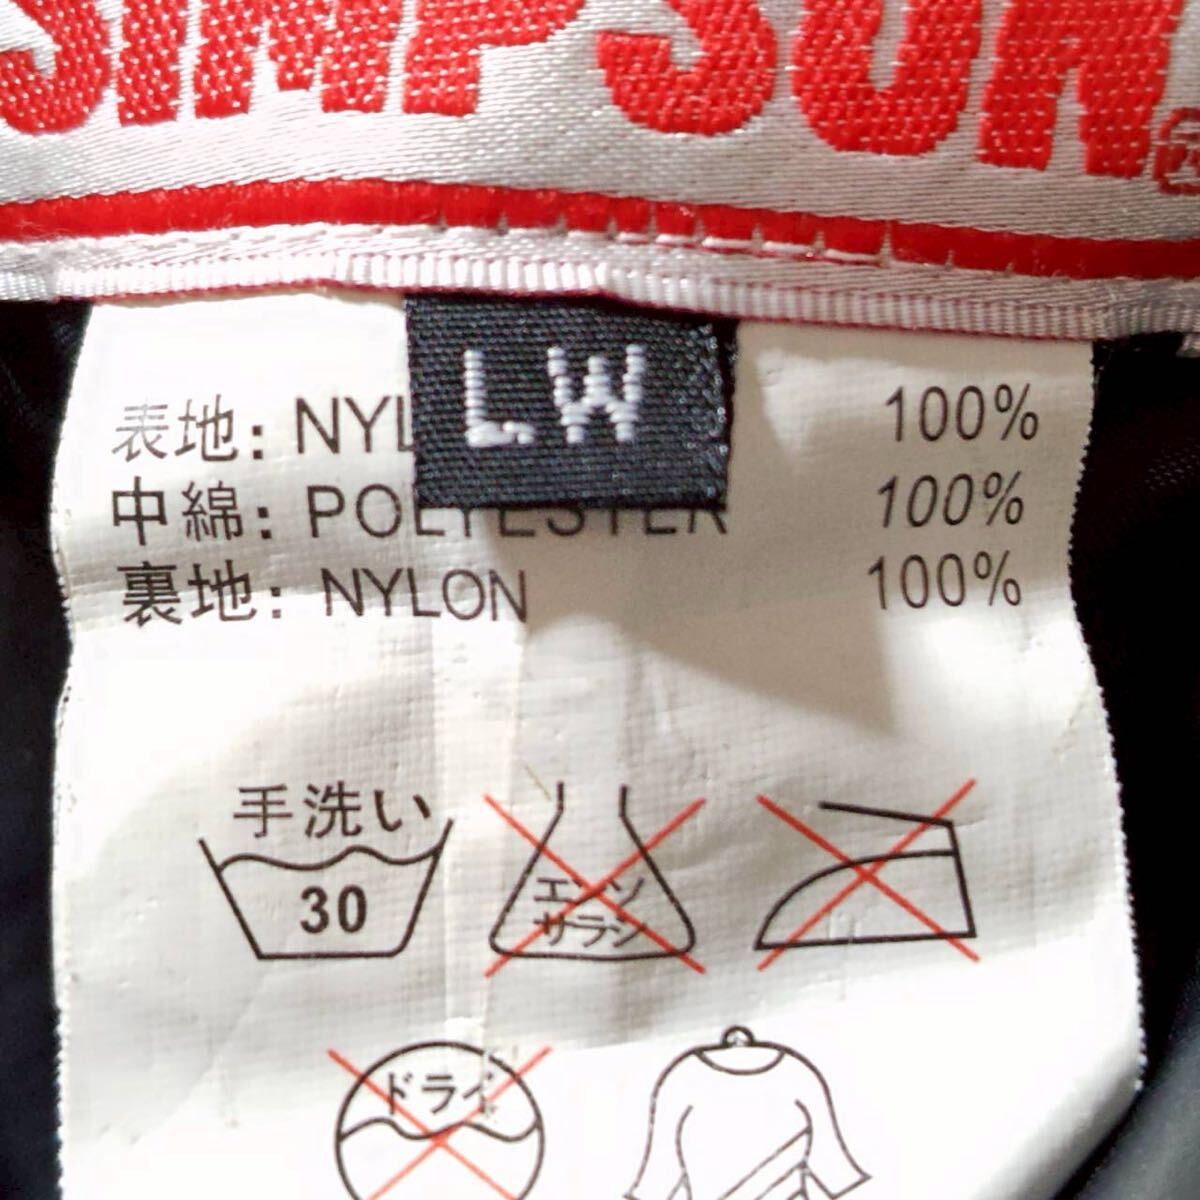 SIMPSON
LW
表地: NYL 100%
中綿: POLYESTER 100%
裏地: NYLON 100%
手洗い
30
エンソ
サラシ
ドライ